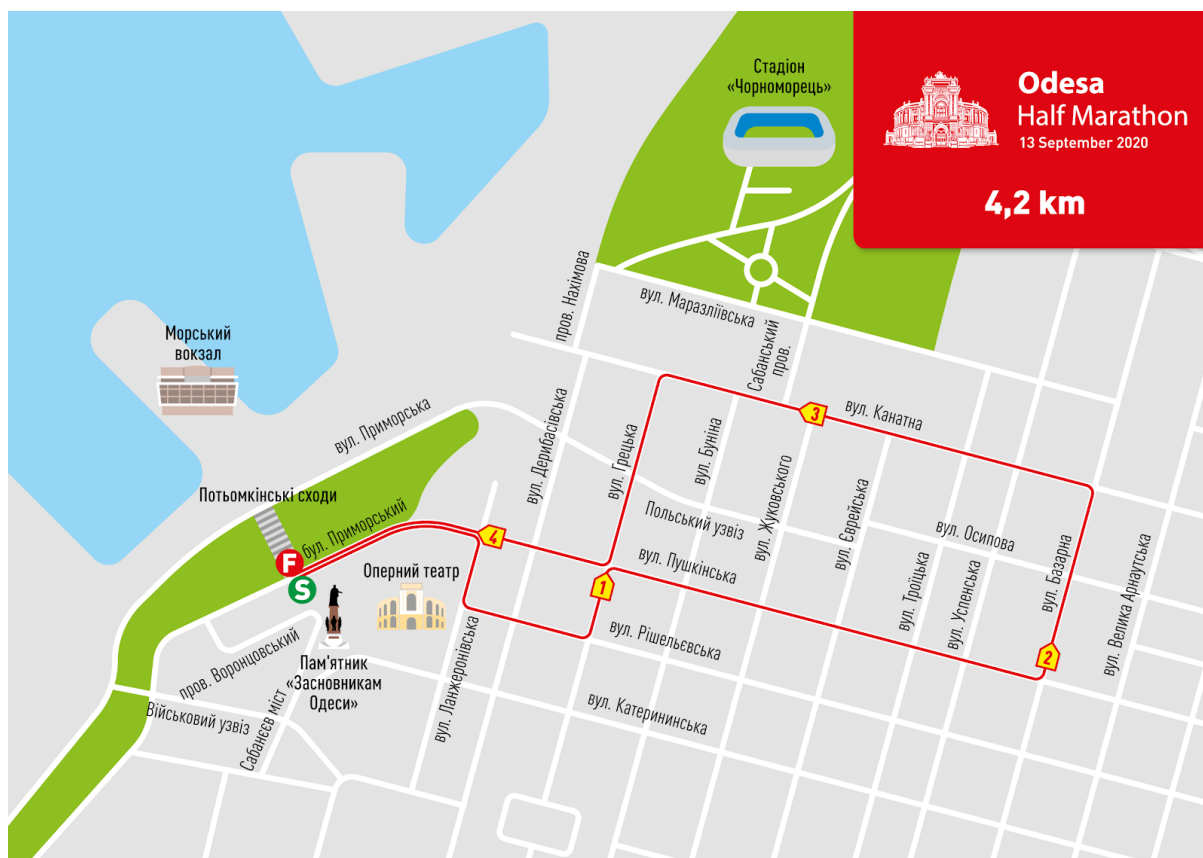 Стадіон
«Чорноморець»
Odesa
Half Marathon
13 September 2020
4,2 km
пров. Нахімова
вул. Маразліївська
Сабанський
пров.
Морський
вокзал
вул. Приморська
вул. Дерибасівська
вул. Грецька
вул. Буніна
3
вул. Канатна
Потьомкінські сходи
бул. Приморський
Польський узвіз
вул. Жуковського
вул. Єврейська
вул. Осипова
4
F
S
Оперний театр
вул. Пушкінська
1
вул. Троїцька
вул. Успенська
вул. Базарна
вул. Велика Арнаутська
2
вул. Рішельєвська
пров. Воронцовський
Пам'ятник
«Засновникам
Одеси»
вул. Ланжеронівська
вул. Катерининська
Військовий узвіз
Сабанєєв міст